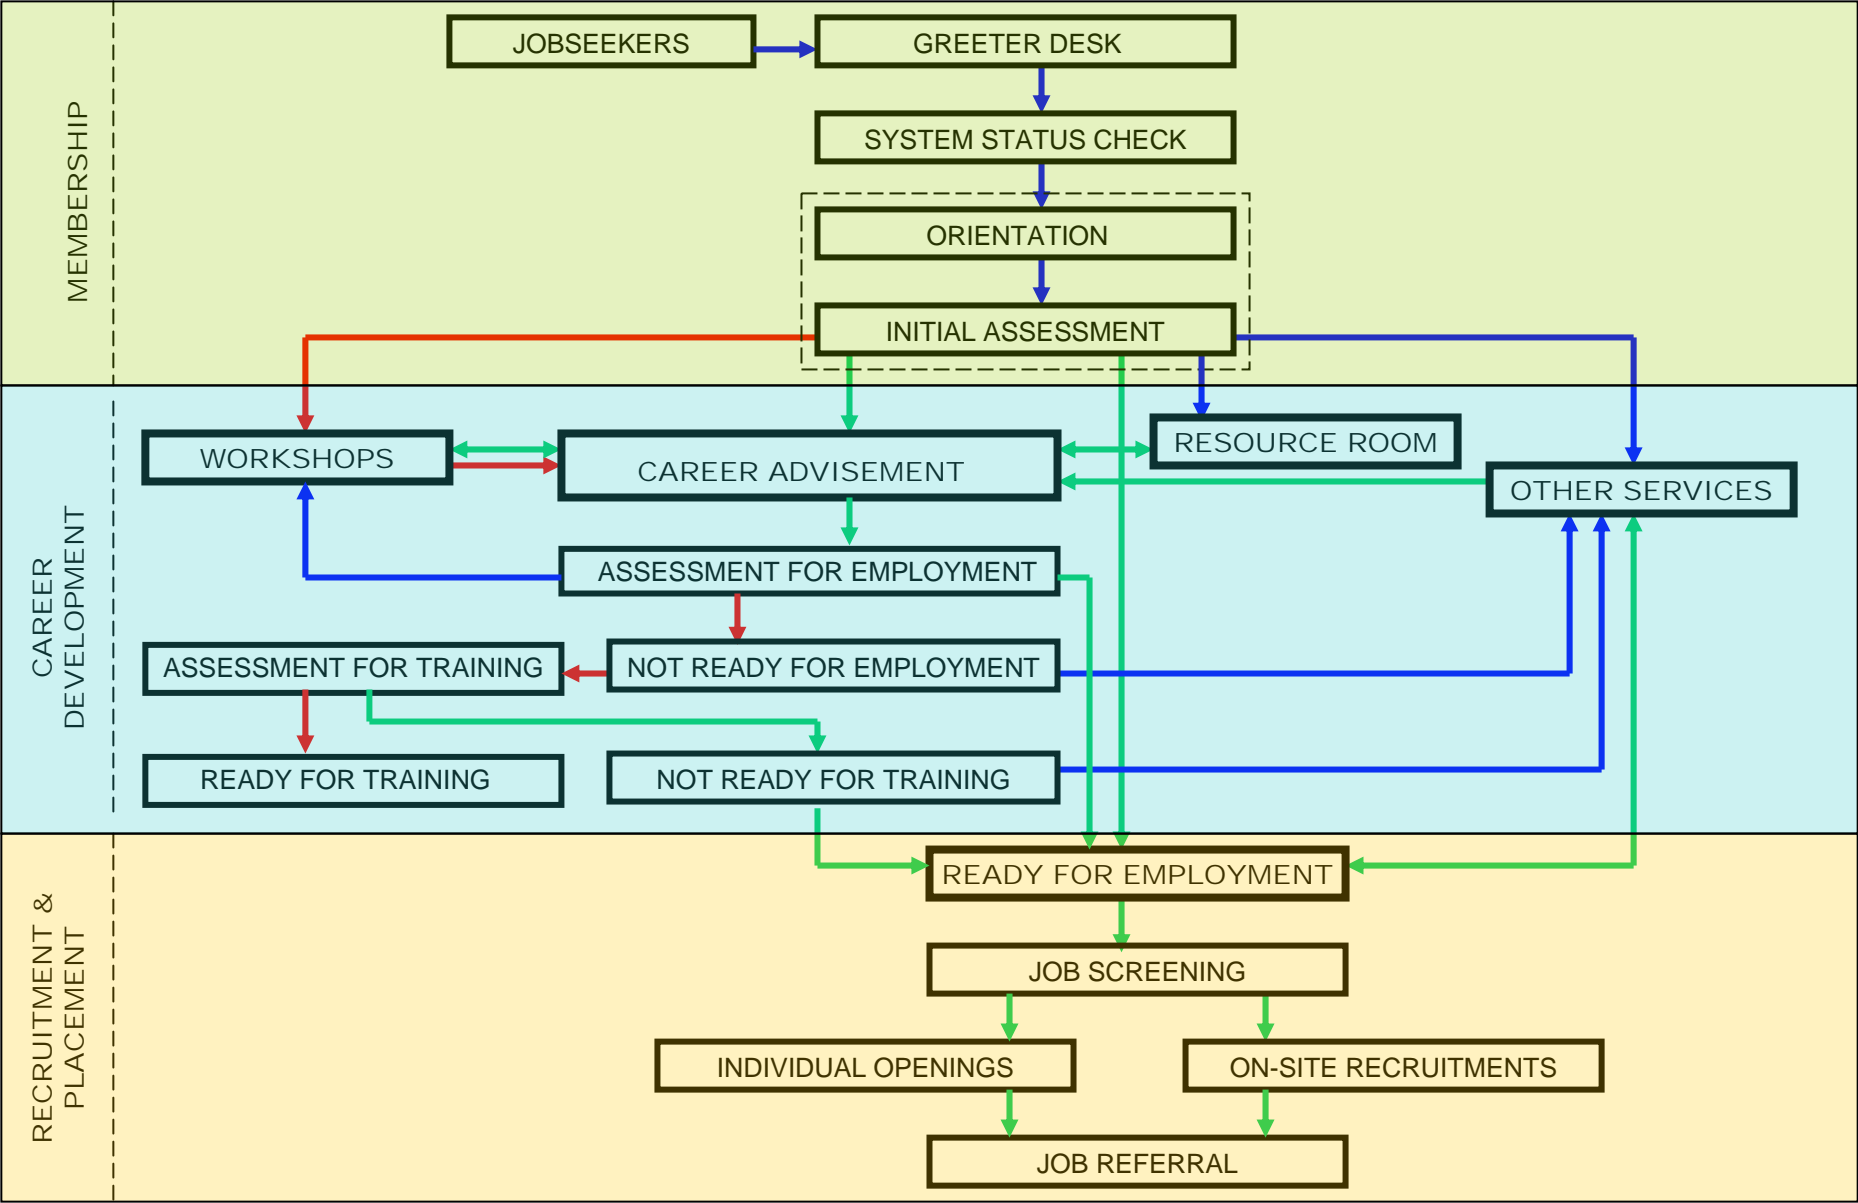 MEMBERSHIP
JOBSEEKERS
GREETER DESK
SYSTEM STATUS CHECK
ORIENTATION
INITIAL ASSESSMENT
CAREER
DEVELOPMENT
WORKSHOPS
CAREER ADVISEMENT
RESOURCE ROOM
OTHER SERVICES
ASSESSMENT FOR EMPLOYMENT
ASSESSMENT FOR TRAINING
NOT READY FOR EMPLOYMENT
READY FOR TRAINING
NOT READY FOR TRAINING
RECRUITMENT &
PLACEMENT
READY FOR EMPLOYMENT
JOB SCREENING
INDIVIDUAL OPENINGS
ON-SITE RECRUITMENTS
JOB REFERRAL